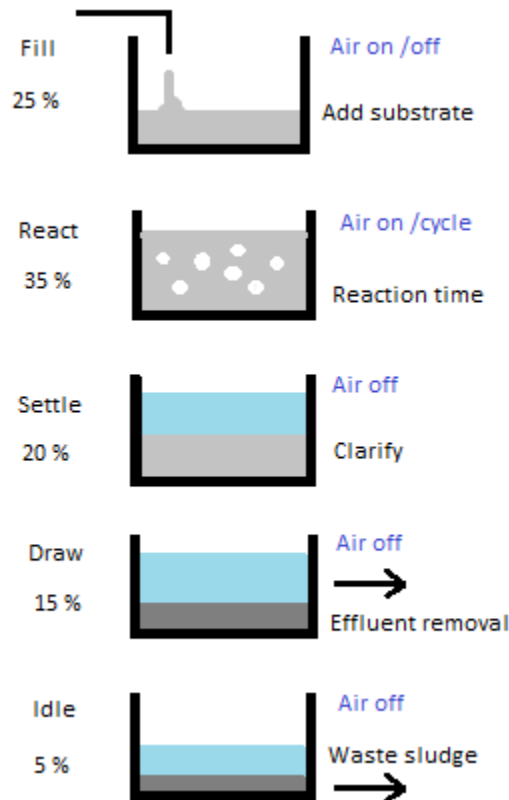 Fill
25 %
Air on /off
Add substrate
React
35 %
Air on /cycle
Reaction time
Settle
20 %
Air off
Clarify
Draw
15 %
Air off
Effluent removal
Idle
5 %
Air off
Waste sludge